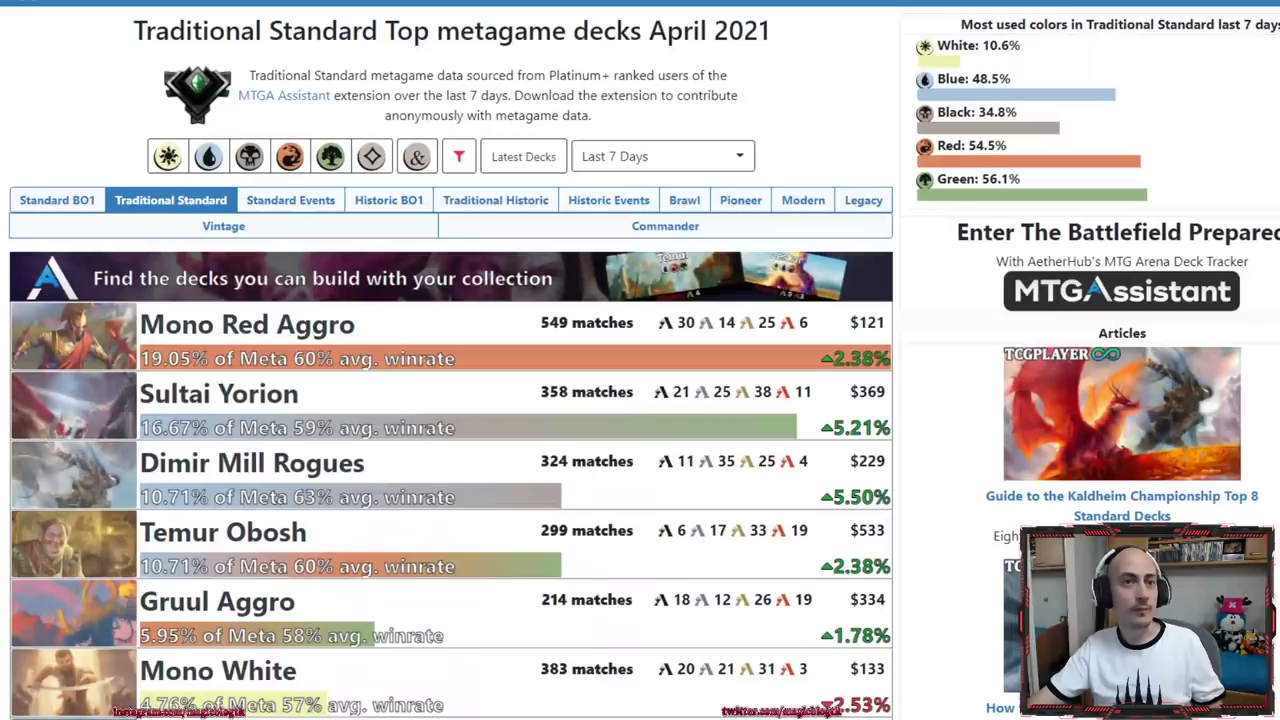 Traditional Standard Top metagame decks April 2021
Traditional Standard metagame data sourced from Platinum+ ranked users of the
MTGA Assistant extension over the last 7 days. Download the extension to contribute
anonymously with metagame data.
Latest Decks
Last 7 Days
Standard BO1
Traditional Standard
Standard Events
Historic BO1
Traditional Historic
Historic Events
Brawl
Pioneer
Modern
Legacy
Vintage
Commander
Find the decks you can build with your collection
Mono Red Aggro 549 matches 30 14 25 6 $121
19.05% of Meta 60% avg. winrate 2.38%
Sultai Yorion 358 matches 21 25 38 11 $369
16.67% of Meta 59% avg. winrate 5.21%
Dimir Mill Rogues 324 matches 11 35 25 4 $229
10.71% of Meta 63% avg. winrate 5.50%
Temur Obosh 299 matches 6 17 33 19 $533
10.71% of Meta 60% avg. winrate 2.38%
Gruul Aggro 214 matches 18 12 26 19 $334
5.95% of Meta 58% avg. winrate 1.78%
Mono White 383 matches 20 21 31 3 $133
4.76% of Meta 57% avg. winrate 2.53%
Most used colors in Traditional Standard last 7 days
White: 10.6%
Blue: 48.5%
Black: 34.8%
Red: 54.5%
Green: 56.1%
Enter The Battlefield Prepared
With AetherHub's MTG Arena Deck Tracker
MTGAssistant
Articles
TCGPLAYER
Guide to the Kaldheim Championship Top 8
Standard Decks